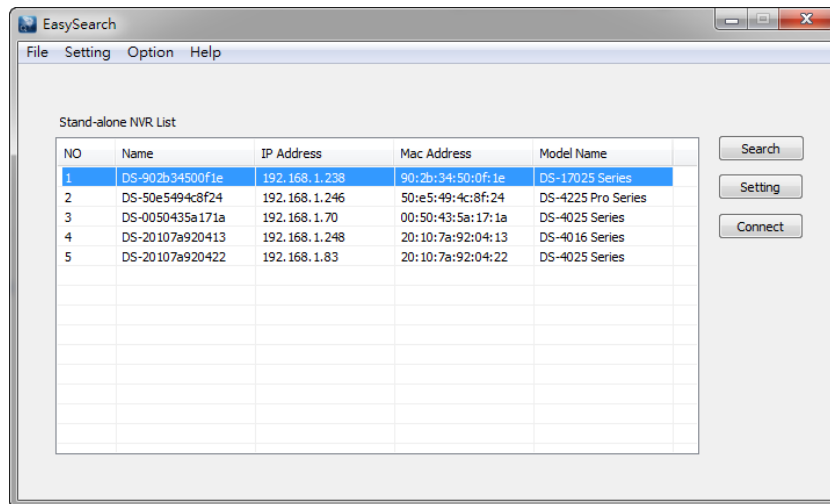 EasySearch
File Setting Option Help
Stand-alone NVR List
NO Name IP Address Mac Address Model Name
1 DS-902b34500f1e 192.168.1.238 90:2b:34:50:0f:1e DS-17025 Series
2 DS-50e5494c8f24 192.168.1.246 50:e5:49:4c:8f:24 DS-4225 Pro Series
3 DS-0050435a171a 192.168.1.70 00:50:43:5a:17:1a DS-4025 Series
4 DS-20107a920413 192.168.1.248 20:10:7a:92:04:13 DS-4016 Series
5 DS-20107a920422 192.168.1.83 20:10:7a:92:04:22 DS-4025 Series
Search
Setting
Connect